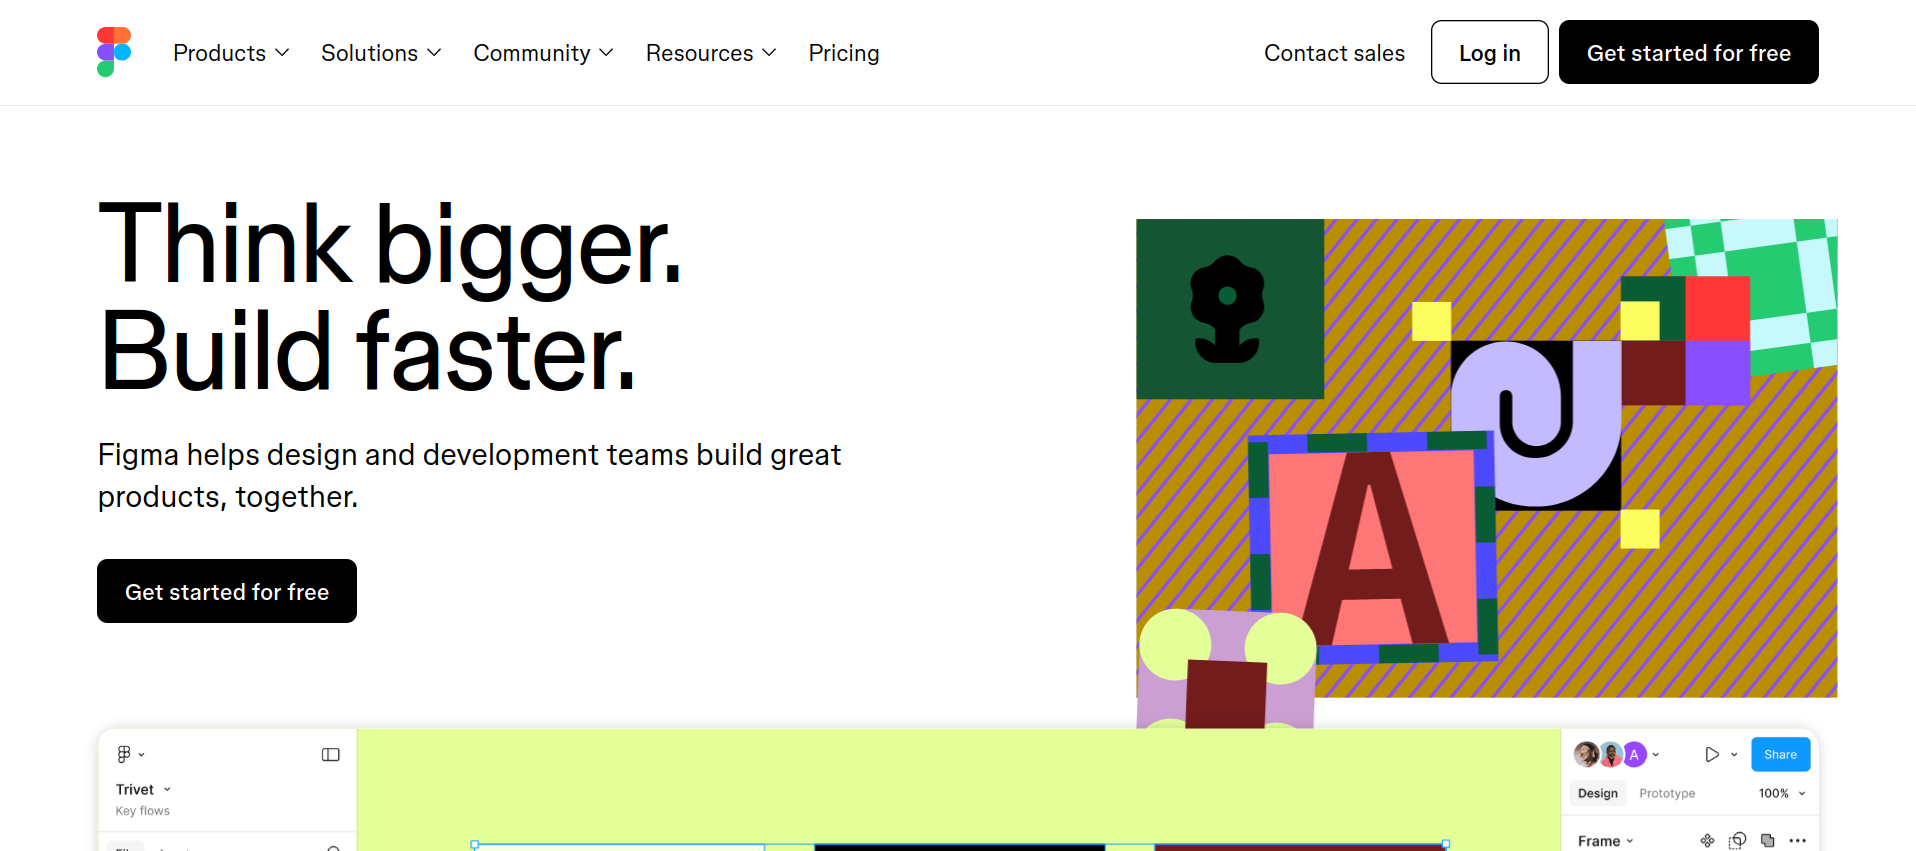 Products
Solutions
Community
Resources
Pricing
Contact sales
Log in
Get started for free
Think bigger.
Build faster.
Figma helps design and development teams build great
products, together.
Get started for free
A
A
Share
Trivet
Key flows
Design
Prototype
100%
Frame